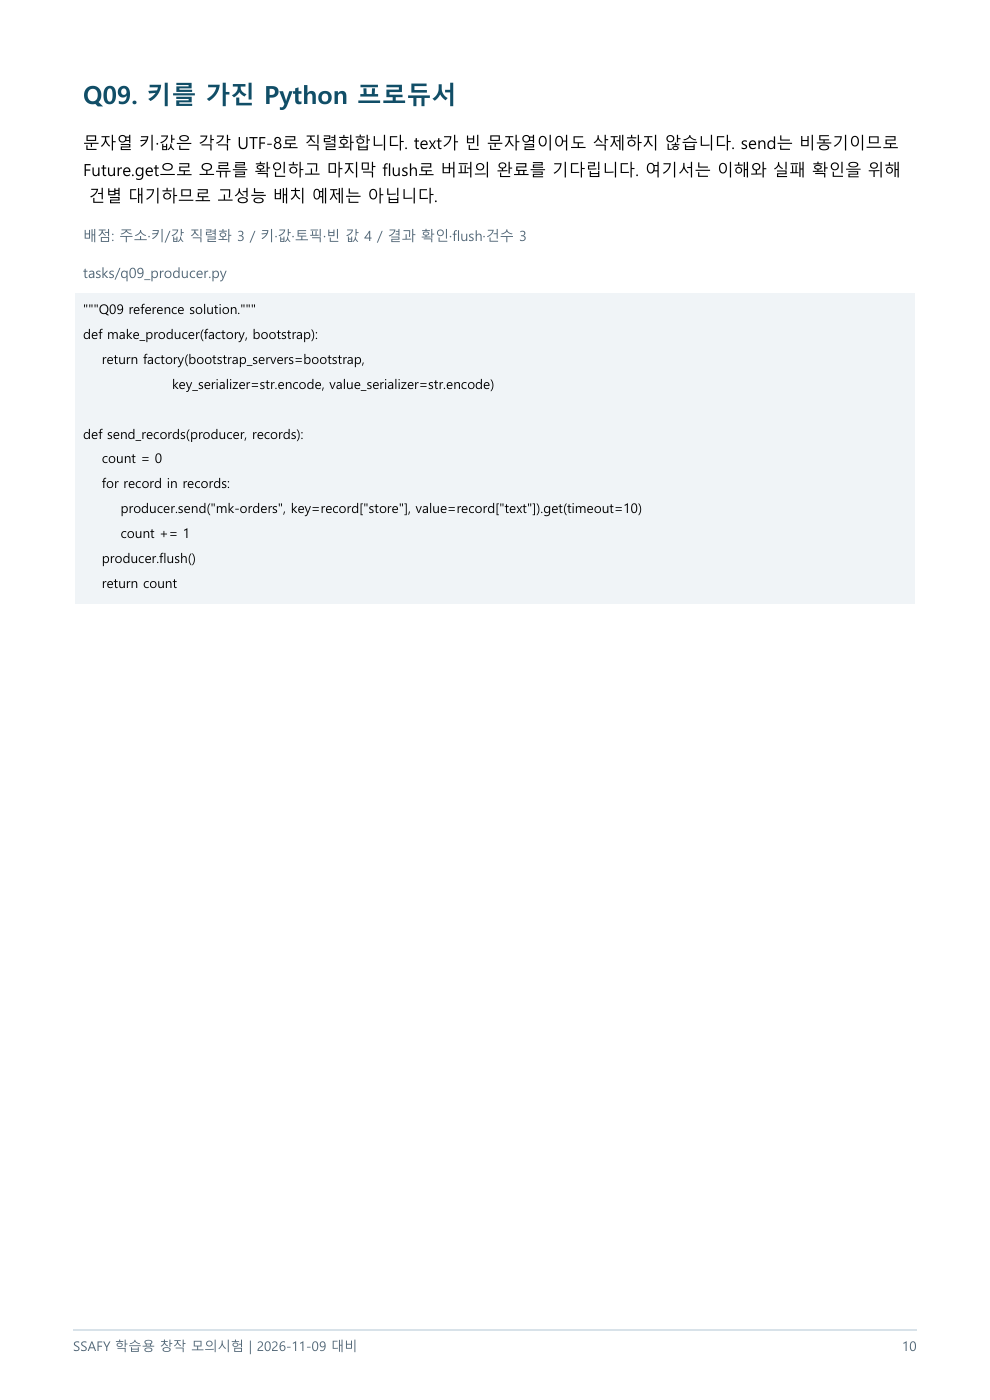 Q09. 키를 가진 Python 프로듀서
문자열 키·값은 각각 UTF-8로 직렬화합니다. text가 빈 문자열이어도 삭제하지 않습니다. send는 비동기이므로
Future.get으로 오류를 확인하고 마지막 flush로 버퍼의 완료를 기다립니다. 여기서는 이해와 실패 확인을 위해
건별 대기하므로 고성능 배치 예제는 아닙니다.
배점: 주소·키/값 직렬화 3 / 키·값·토픽·빈 값 4 / 결과 확인·flush·건수 3
tasks/q09_producer.py
"""Q09 reference solution."""
def make_producer(factory, bootstrap):
    return factory(bootstrap_servers=bootstrap,
                   key_serializer=str.encode, value_serializer=str.encode)
def send_records(producer, records):
    count = 0
    for record in records:
        producer.send("mk-orders", key=record["store"], value=record["text"]).get(timeout=10)
        count += 1
    producer.flush()
    return count
SSAFY 학습용 창작 모의시험 | 2026-11-09 대비
10